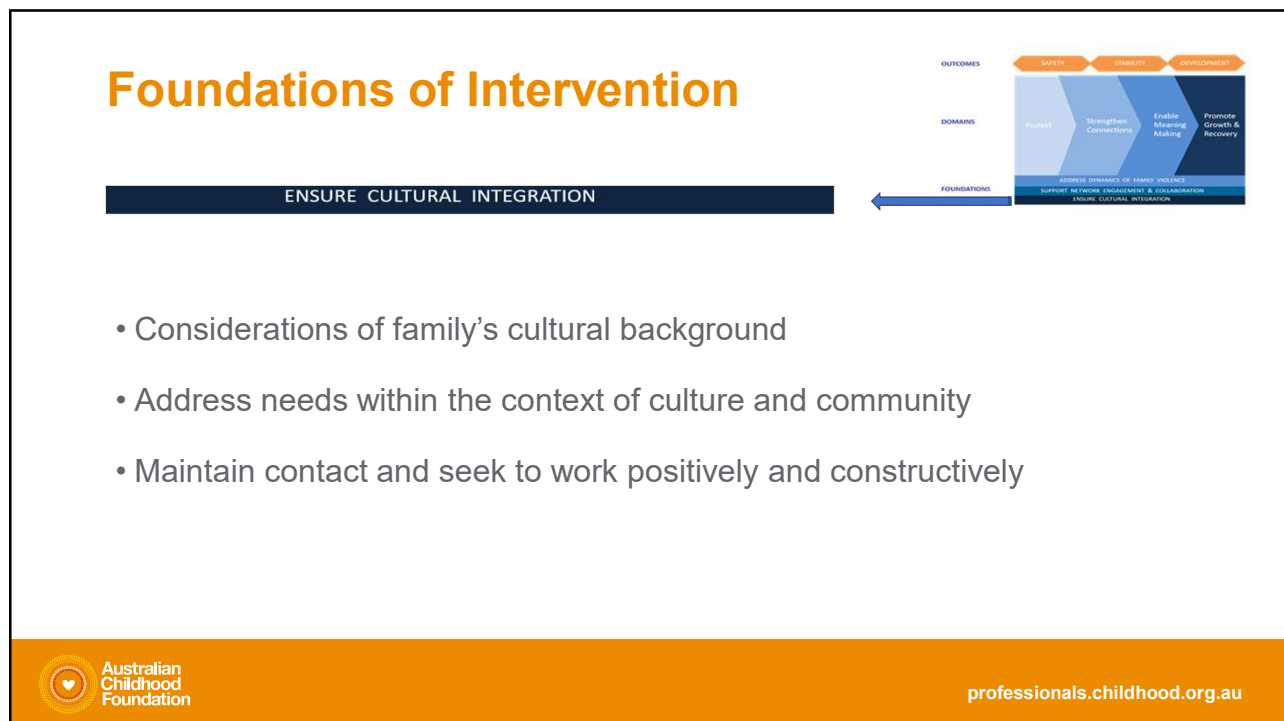 Foundations of Intervention
OUTCOMES
SAFETY
STABILITY
DEVELOPMENT
DOMAINS
Protect
Strengthen
Connections
Enable
Meaning
Making
Promote
Growth &
Recovery
FOUNDATIONS
ADDRESS DYNAMICS OF FAMILY VIOLENCE
SUPPORT NETWORK ENGAGEMENT & COLLABORATION
ENSURE CULTURAL INTEGRATION
ENSURE CULTURAL INTEGRATION
• Considerations of family’s cultural background
• Address needs within the context of culture and community
• Maintain contact and seek to work positively and constructively
Australian
Childhood
Foundation
professionals.childhood.org.au